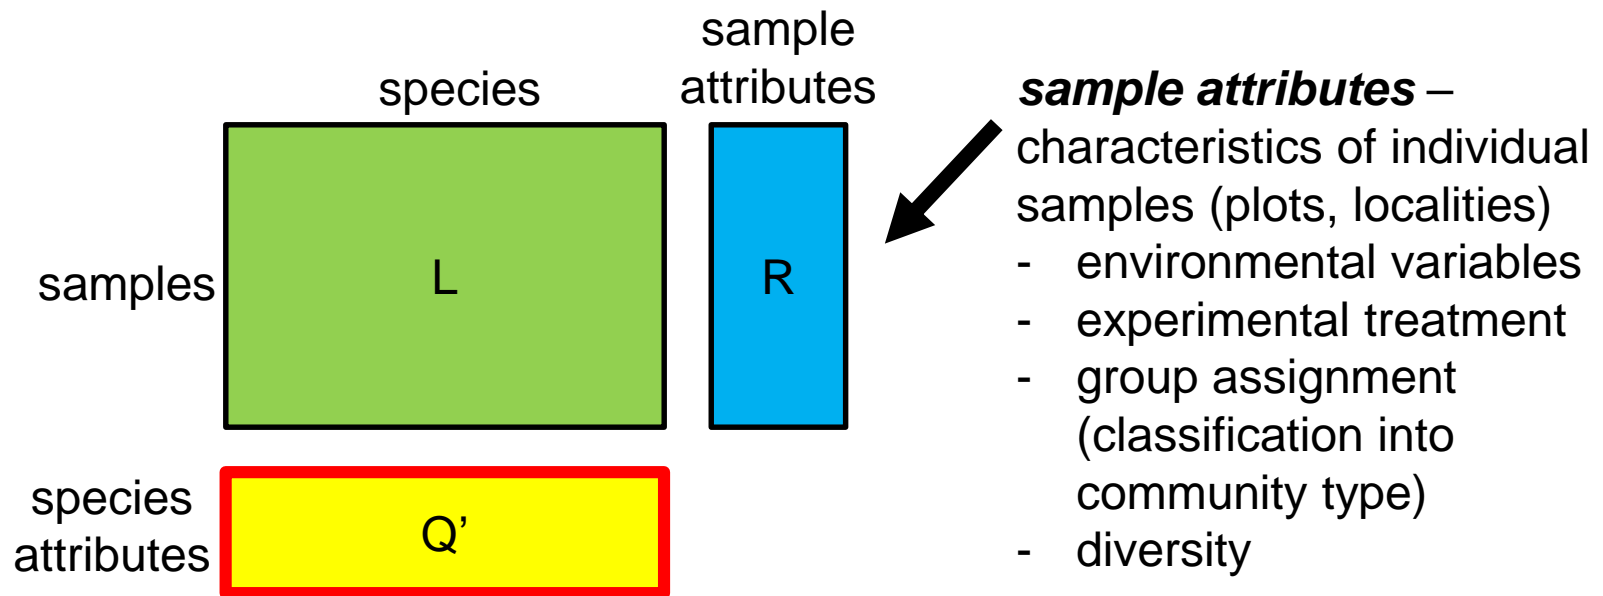 species
sample
attributes
samples
L
R
species
attributes
Q’
sample attributes –
characteristics of individual
samples (plots, localities)
- environmental variables
- experimental treatment
- group assignment
(classification into
community type)
- diversity